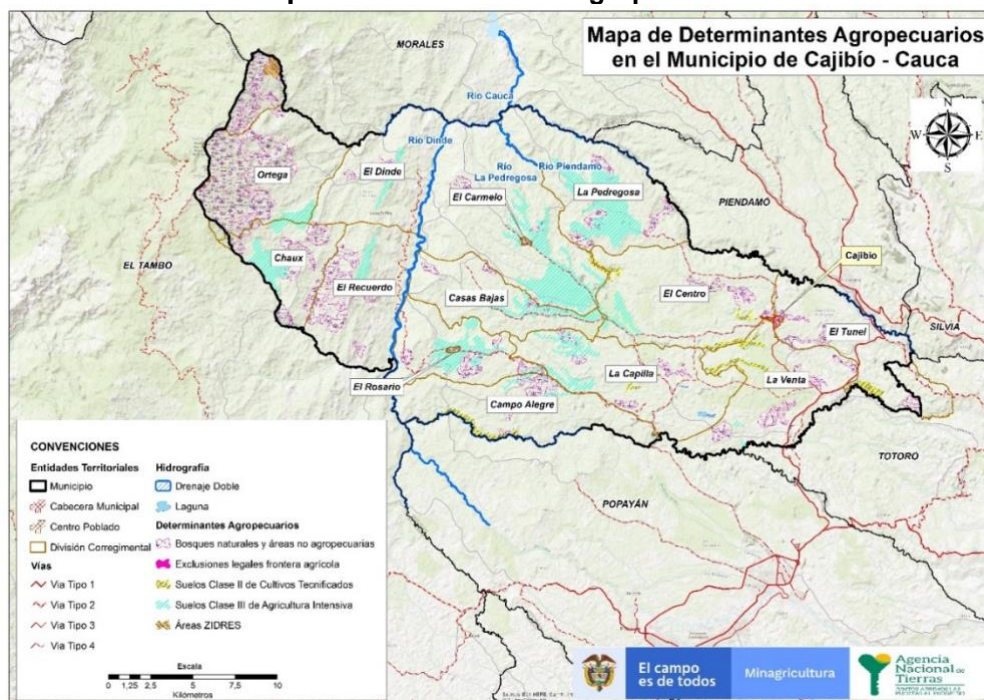 Mapa de Determinantes Agropecuarios
en el Municipio de Cajibío - Cauca
MORALES
N
W E
S
Río Cauca
Río Dinde
Río
La Pedregosa
Río Piendamo
El Dinde
Ortega
El Carmelo
La Pedregosa
PIENDAMÓ
EL TAMBO
Chaux
Cajibio
El Recuerdo
Casas Bajas
El Centro
SILVIA
El Tunel
El Rosario
La Capilla
La Venta
Campo Alegre
TOTORÓ
POPAYÁN
CONVENCIONES
Entidades Territoriales
Municipio
Cabecera Municipal
Centro Poblado
División Corregimental
Vías
Via Tipo 1
Via Tipo 2
Via Tipo 3
Via Tipo 4
Hidrografía
Drenaje Doble
Laguna
Determinantes Agropecuarios
Bosques naturales y áreas no agropecuarias
Exclusiones legales frontera agrícola
Suelos Clase II de Cultivos Tecnificados
Suelos Clase III de Agricultura Intensiva
Áreas ZIDRES
Escala
0 1,25 2,5 5 7,5 10
Kilómetros
El campo
es de todos
Minagricultura
Agencia
Nacional de
Tierras